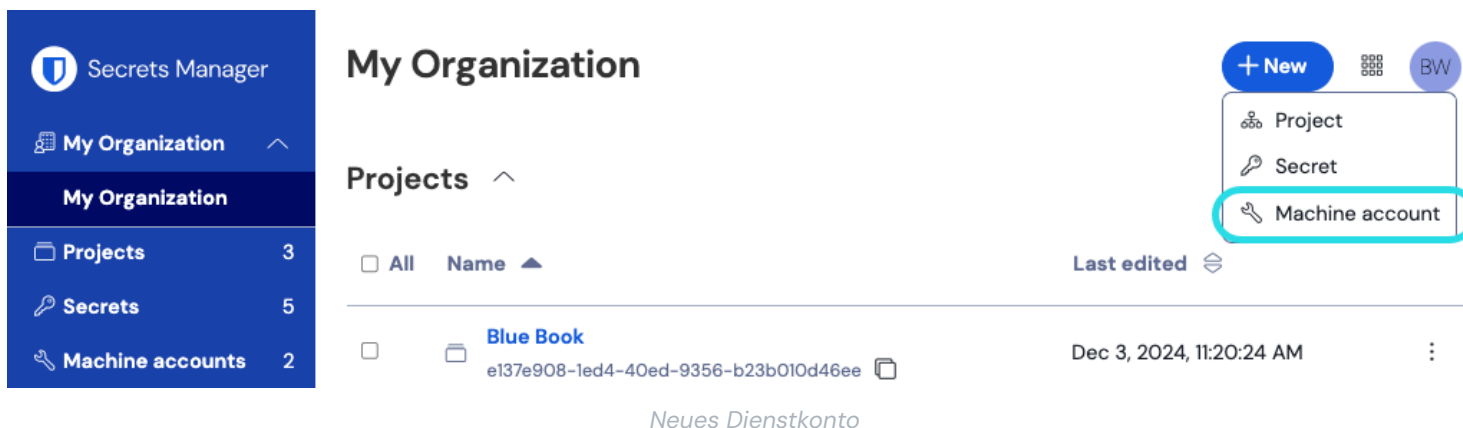 Secrets Manager
My Organization
My Organization
Projects 3
Secrets 5
Machine accounts 2
My Organization
+ New
BW
Project
Secret
Machine account
Projects
All Name Last edited
Blue Book
e137e908-1ed4-40ed-9356-b23b010d46ee
Dec 3, 2024, 11:20:24 AM
Neues Dienstkonto